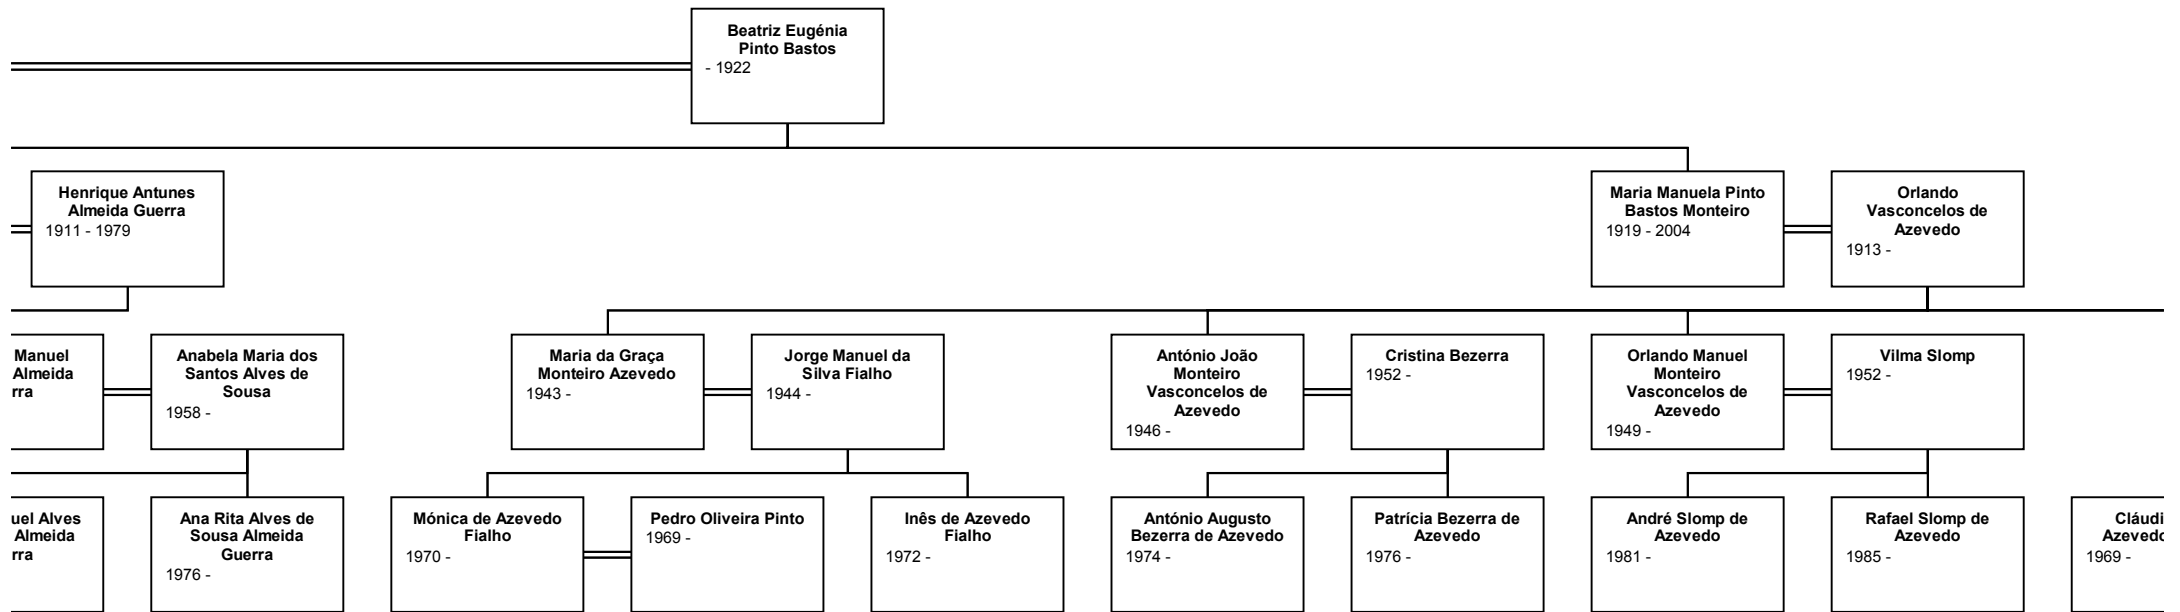 Beatriz Eugénia
Pinto Bastos
- 1922
Henrique Antunes
Almeida Guerra
1911 - 1979
Maria Manuela Pinto
Bastos Monteiro
1919 - 2004
Orlando
Vasconcelos de
Azevedo
1913 -
Manuel
Almeida
rra
Anabela Maria dos
Santos Alves de
Sousa
1958 -
Maria da Graça
Monteiro Azevedo
1943 -
Jorge Manuel da
Silva Fialho
1944 -
António João
Monteiro
Vasconcelos de
Azevedo
1946 -
Cristina Bezerra
1952 -
Orlando Manuel
Monteiro
Vasconcelos de
Azevedo
1949 -
Vilma Slomp
1952 -
uel Alves
Almeida
rra
Ana Rita Alves de
Sousa Almeida
Guerra
1976 -
Mónica de Azevedo
Fialho
1970 -
Pedro Oliveira Pinto
1969 -
Inês de Azevedo
Fialho
1972 -
António Augusto
Bezerra de Azevedo
1974 -
Patrícia Bezerra de
Azevedo
1976 -
André Slomp de
Azevedo
1981 -
Rafael Slomp de
Azevedo
1985 -
Cláudi
Azevedo
1969 -